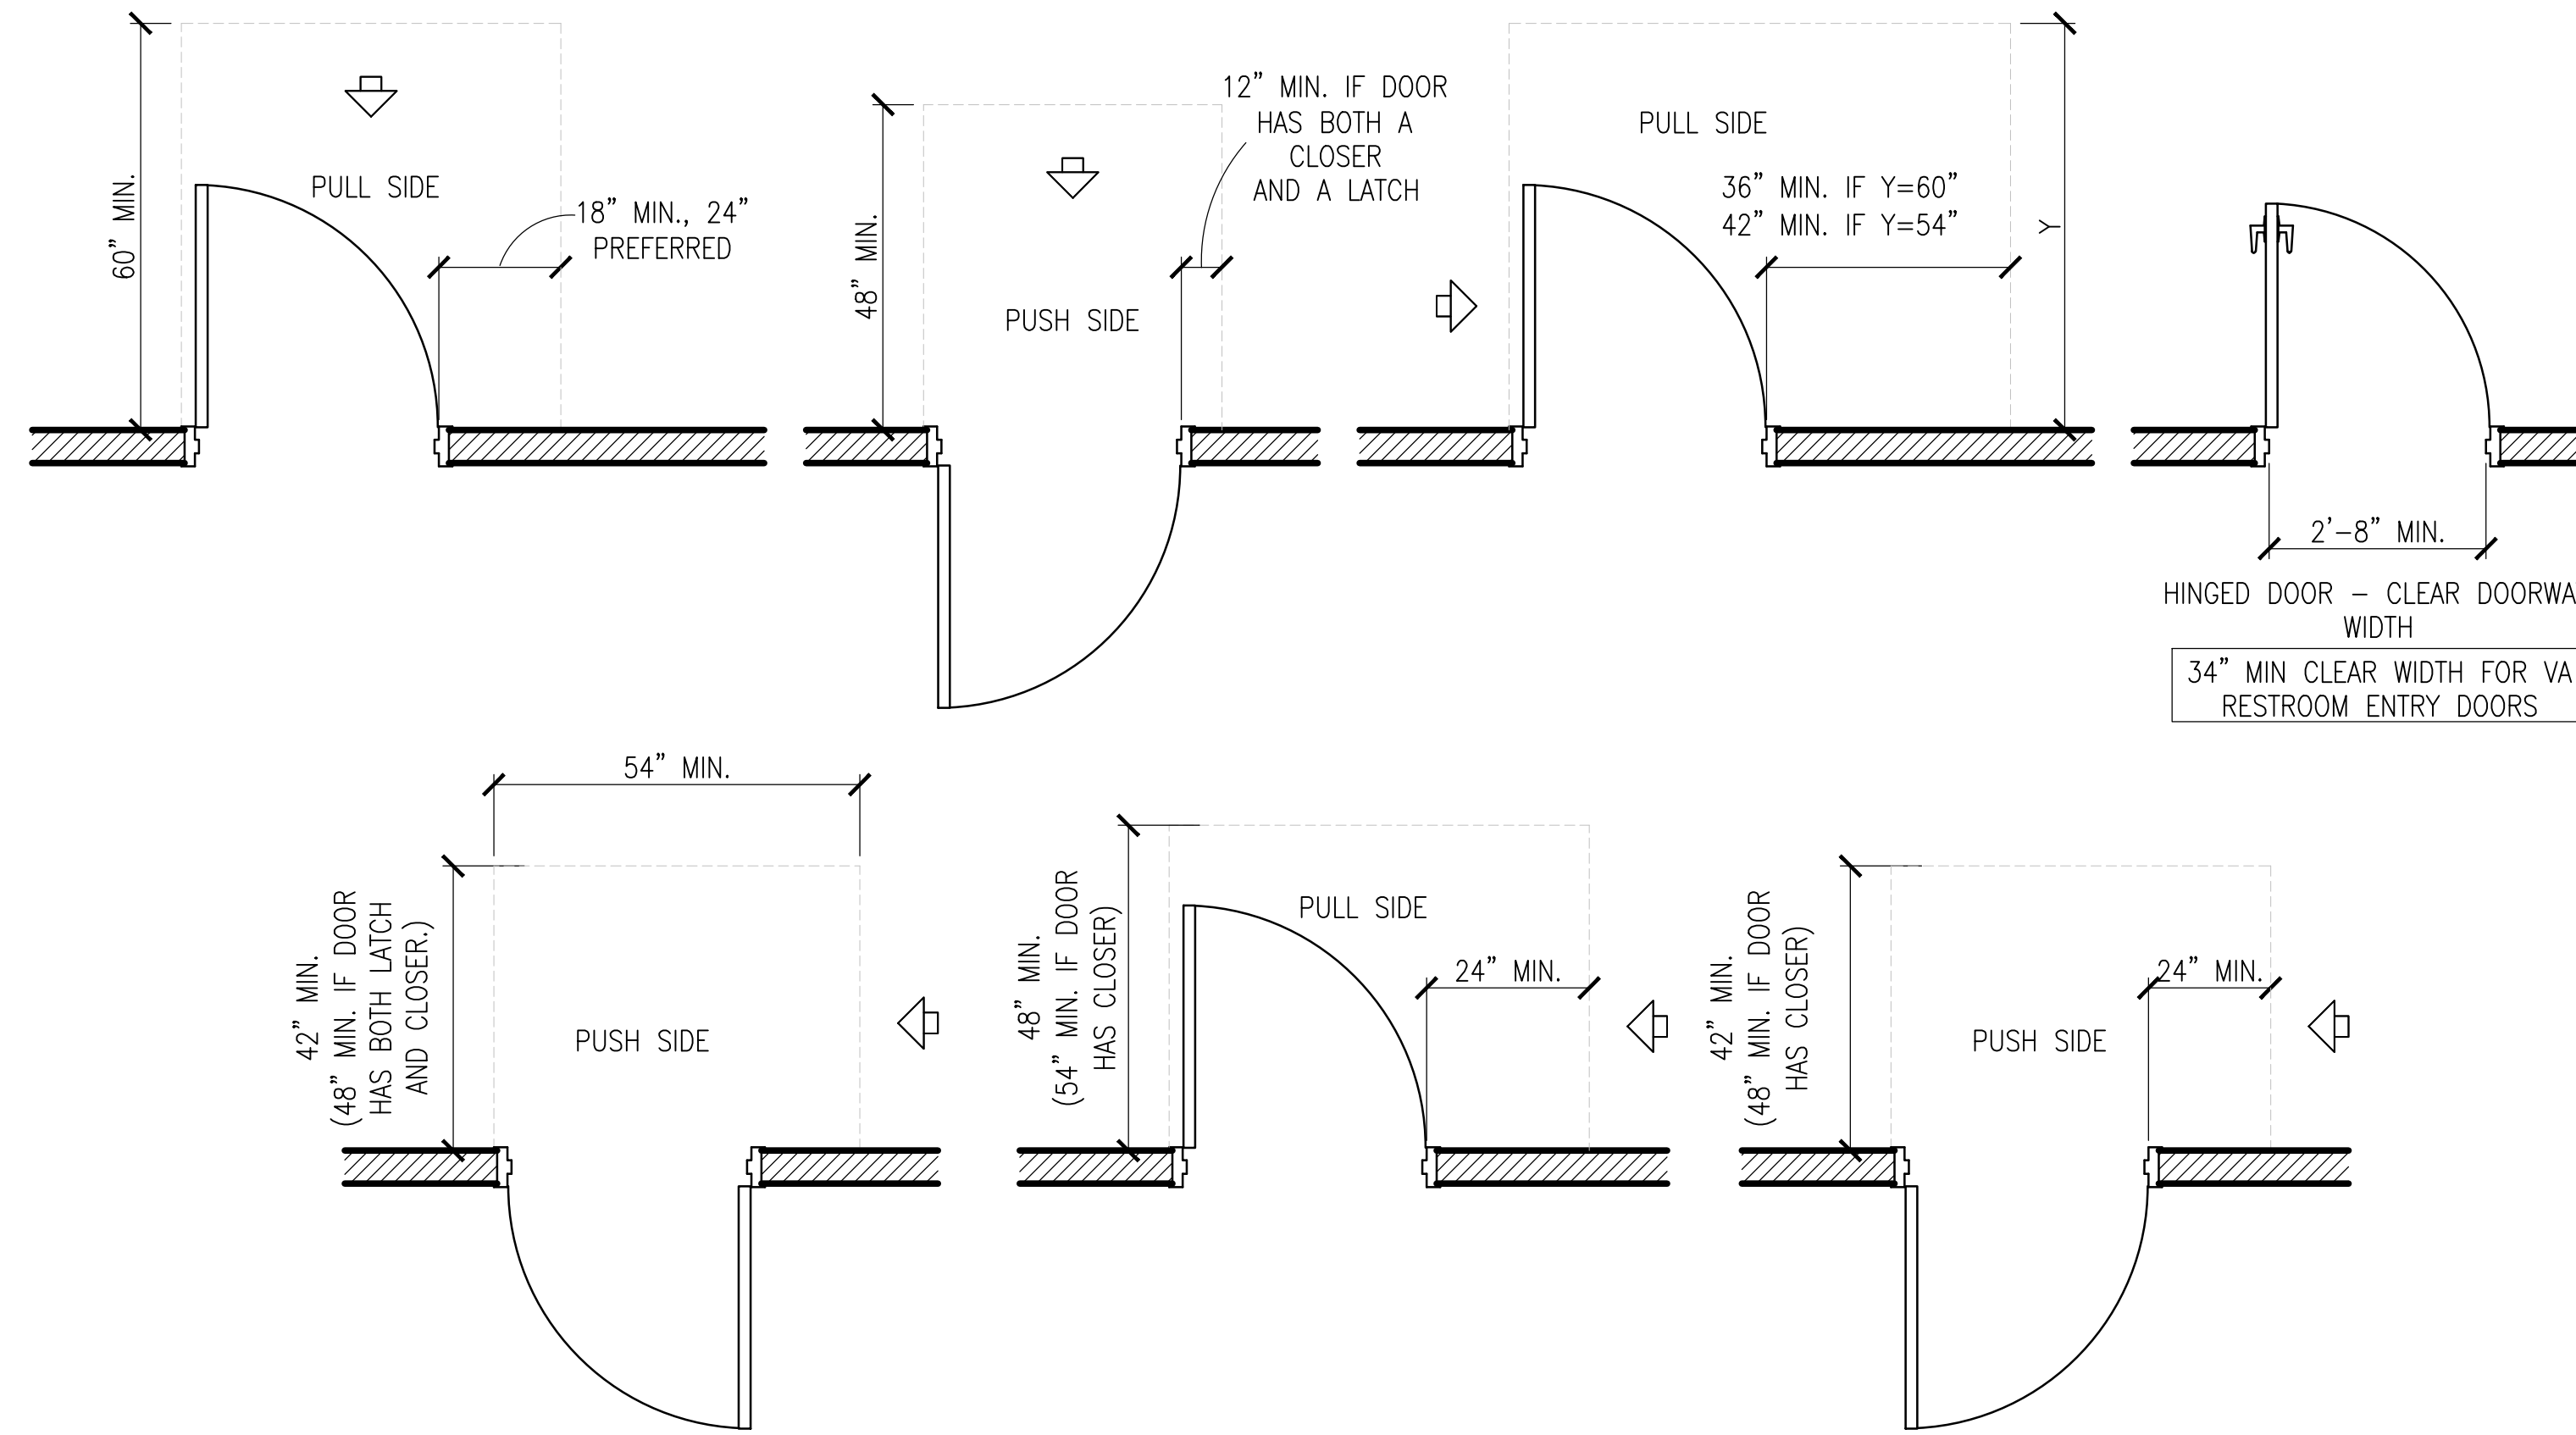 60” MIN.
PULL SIDE
18” MIN., 24”
PREFERRED
48” MIN.
PUSH SIDE
12” MIN. IF DOOR
HAS BOTH A
CLOSER
AND A LATCH
PULL SIDE
36” MIN. IF Y=60”
42” MIN. IF Y=54”
Y
2’-8” MIN.
HINGED DOOR – CLEAR DOORWA
WIDTH
34” MIN CLEAR WIDTH FOR VA
RESTROOM ENTRY DOORS
54” MIN.
42” MIN.
(48” MIN. IF DOOR
HAS BOTH LATCH
AND CLOSER.)
PUSH SIDE
48” MIN.
(54” MIN. IF DOOR
HAS CLOSER)
PULL SIDE
24” MIN.
42” MIN.
(48” MIN. IF DOOR
HAS CLOSER)
PUSH SIDE
24” MIN.